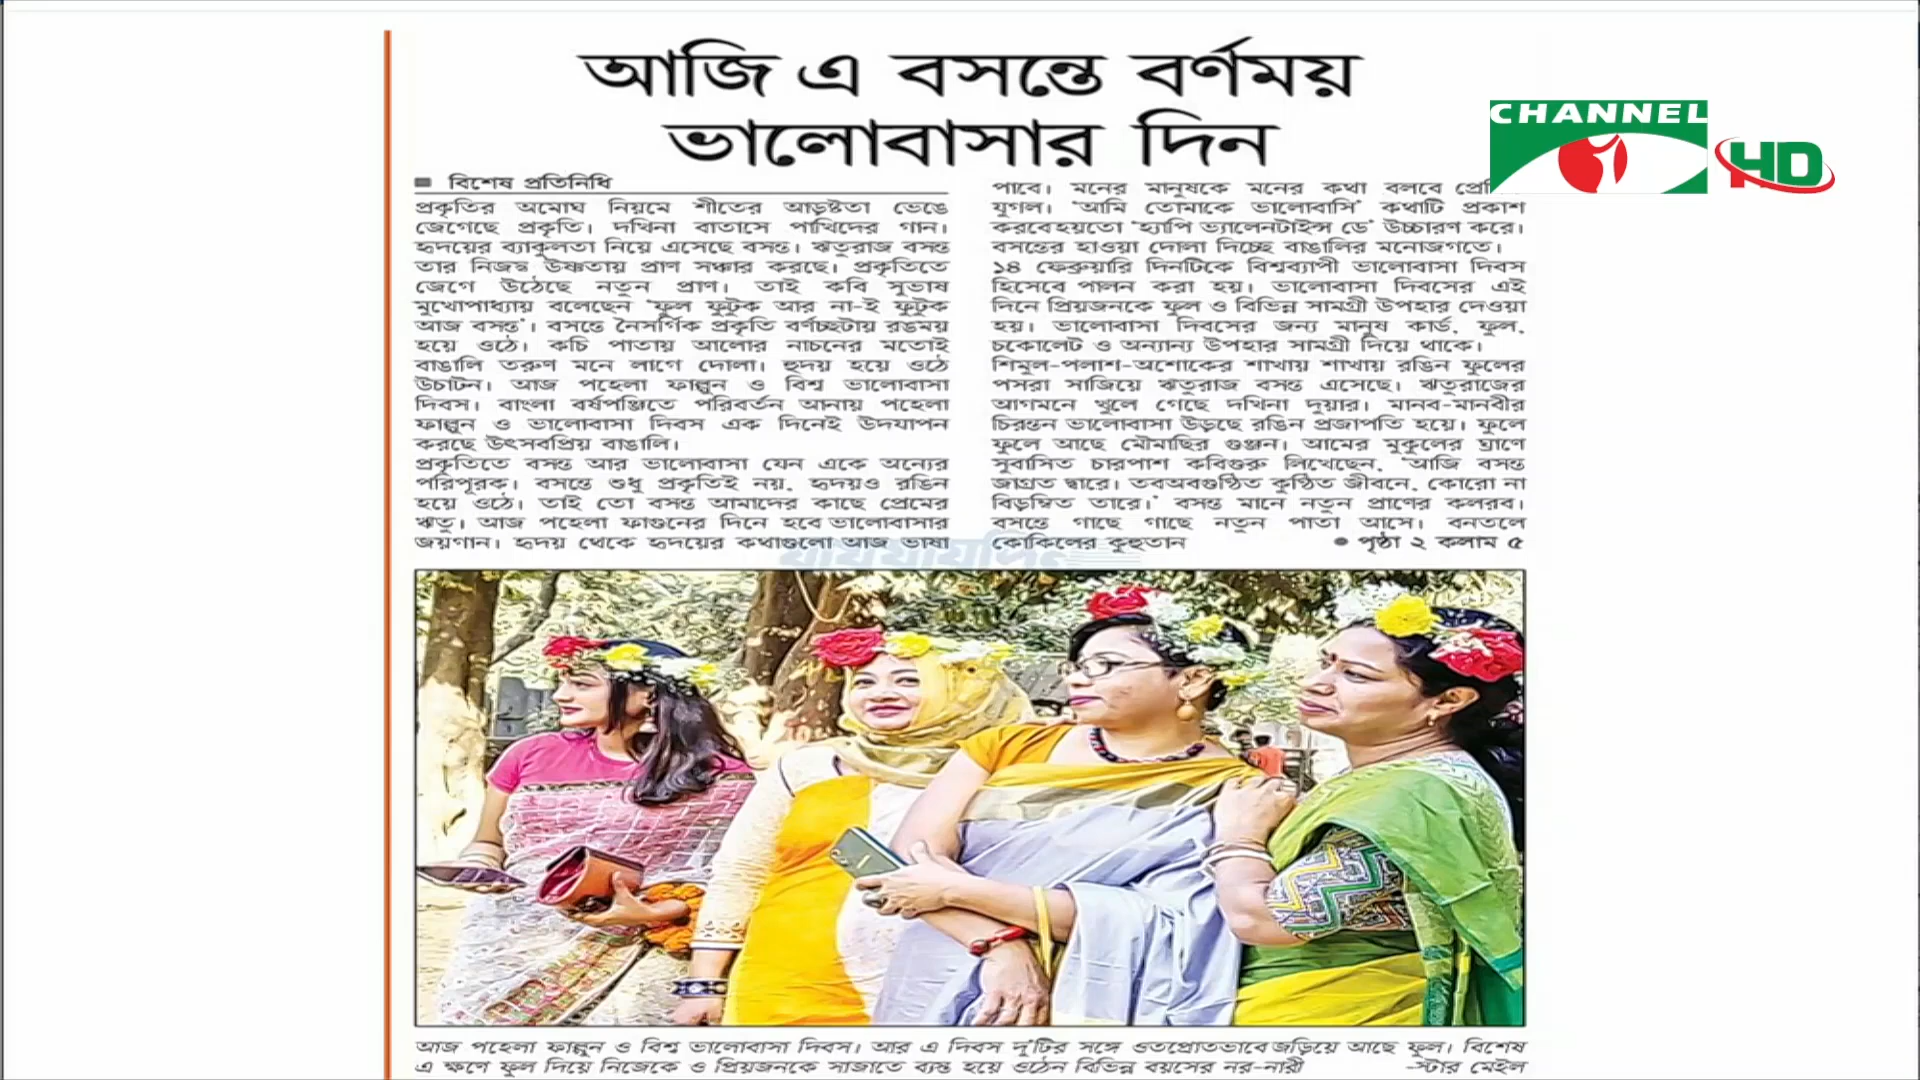 আজি এ বসন্তে বর্ণময়
ভালোবাসার দিন
CHANNEL
HD
বিশেষ প্রতিনিধি
প্রকৃতির অমোঘ নিয়মে শীতের আড়ষ্টতা ভেঙে
জেগেছে প্রকৃতি। দখিনা বাতাসে পাখিদের গান।
হৃদয়ের ব্যাকুলতা নিয়ে এসেছে বসন্ত। ঋতুরাজ বসন্ত
তার নিজস্ব উষ্ণতায় প্রাণ সঞ্চার করছে। প্রকৃতিতে
জেগে উঠেছে নতুন প্রাণ। তাই কবি সুভাষ
মুখোপাধ্যায় বলেছেন 'ফুল ফুটুক আর না-ই ফুটুক
আজ বসন্ত'। বসন্তে নৈসর্গিক প্রকৃতি বর্ণচ্ছটায় রঙময়
হয়ে ওঠে। কচি পাতায় আলোর নাচনের মতোই
বাঙালি তরুণ মনে লাগে দোলা। হৃদয় হয়ে ওঠে
উচাটন। আজ পহেলা ফাল্গুন ও বিশ্ব ভালোবাসা
দিবস। বাংলা বর্ষপঞ্জিতে পরিবর্তন আনায় পহেলা
ফাল্গুন ও ভালোবাসা দিবস এক দিনেই উদযাপন
করছে উৎসবপ্রিয় বাঙালি।
প্রকৃতিতে বসন্ত আর ভালোবাসা যেন একে অন্যের
পরিপূরক। বসন্তে শুধু প্রকৃতিই নয়, হৃদয়ও রঙিন
হয়ে ওঠে। তাই তো বসন্ত আমাদের কাছে প্রেমের
ঋতু। আজ পহেলা ফাগুনের দিনে হবে ভালোবাসার
জয়গান। হৃদয় থেকে হৃদয়ের কথাগুলো আজ ভাষা
পাবে। মনের মানুষকে মনের কথা বলবে
যুগল। 'আমি তোমাকে ভালোবাসি' কথাটি প্রকাশ
করবেহয়তো 'হ্যাপি ভ্যালেনটাইন্স ডে' উচ্চারণ করে।
বসন্তের হাওয়া দোলা দিচ্ছে বাঙালির মনোজগতে।
১৪ ফেব্রুয়ারি দিনটিকে বিশ্বব্যাপী ভালোবাসা দিবস
হিসেবে পালন করা হয়। ভালোবাসা দিবসের এই
দিনে প্রিয়জনকে ফুল ও বিভিন্ন সামগ্রী উপহার দেওয়া
হয়। ভালোবাসা দিবসের জন্য মানুষ কার্ড, ফুল,
চকোলেট ও অন্যান্য উপহার সামগ্রী দিয়ে থাকে।
শিমুল-পলাশ-অশোকের শাখায় শাখায় রঙিন ফুলের
পসরা সাজিয়ে ঋতুরাজ বসন্ত এসেছে। ঋতুরাজের
আগমনে খুলে গেছে দখিনা দুয়ার। মানব-মানবীর
চিরন্তন ভালোবাসা উড়ছে রঙিন প্রজাপতি হয়ে। ফুলে
ফুলে আছে মৌমাছির গুঞ্জন। আমের মুকুলের ঘ্রাণে
সুবাসিত চারপাশ কবিগুরু লিখেছেন, 'আজি বসন্ত
জাগ্রত দ্বারে। তবঅবগুণ্ঠিত কুণ্ঠিত জীবনে, কোরো না
বিড়ম্বিত তারে।' বসন্ত মানে নতুন প্রাণের কলরব।
বসন্তে গাছে গাছে নতুন পাতা আসে। বনতলে
কোকিলের কুহুতান ● পৃষ্ঠা ২ কলাম ৫
যায়যায়দিন
আজ পহেলা ফাল্গুন ও বিশ্ব ভালোবাসা দিবস। আর এ দিবস দু'টির সঙ্গে ওতপ্রোতভাবে জড়িয়ে আছে ফুল। বিশেষ
এ ক্ষণে ফুল দিয়ে নিজেকে ও প্রিয়জনকে সাজাতে ব্যস্ত হয়ে ওঠেন বিভিন্ন বয়সের নর-নারী -স্টার মেইল